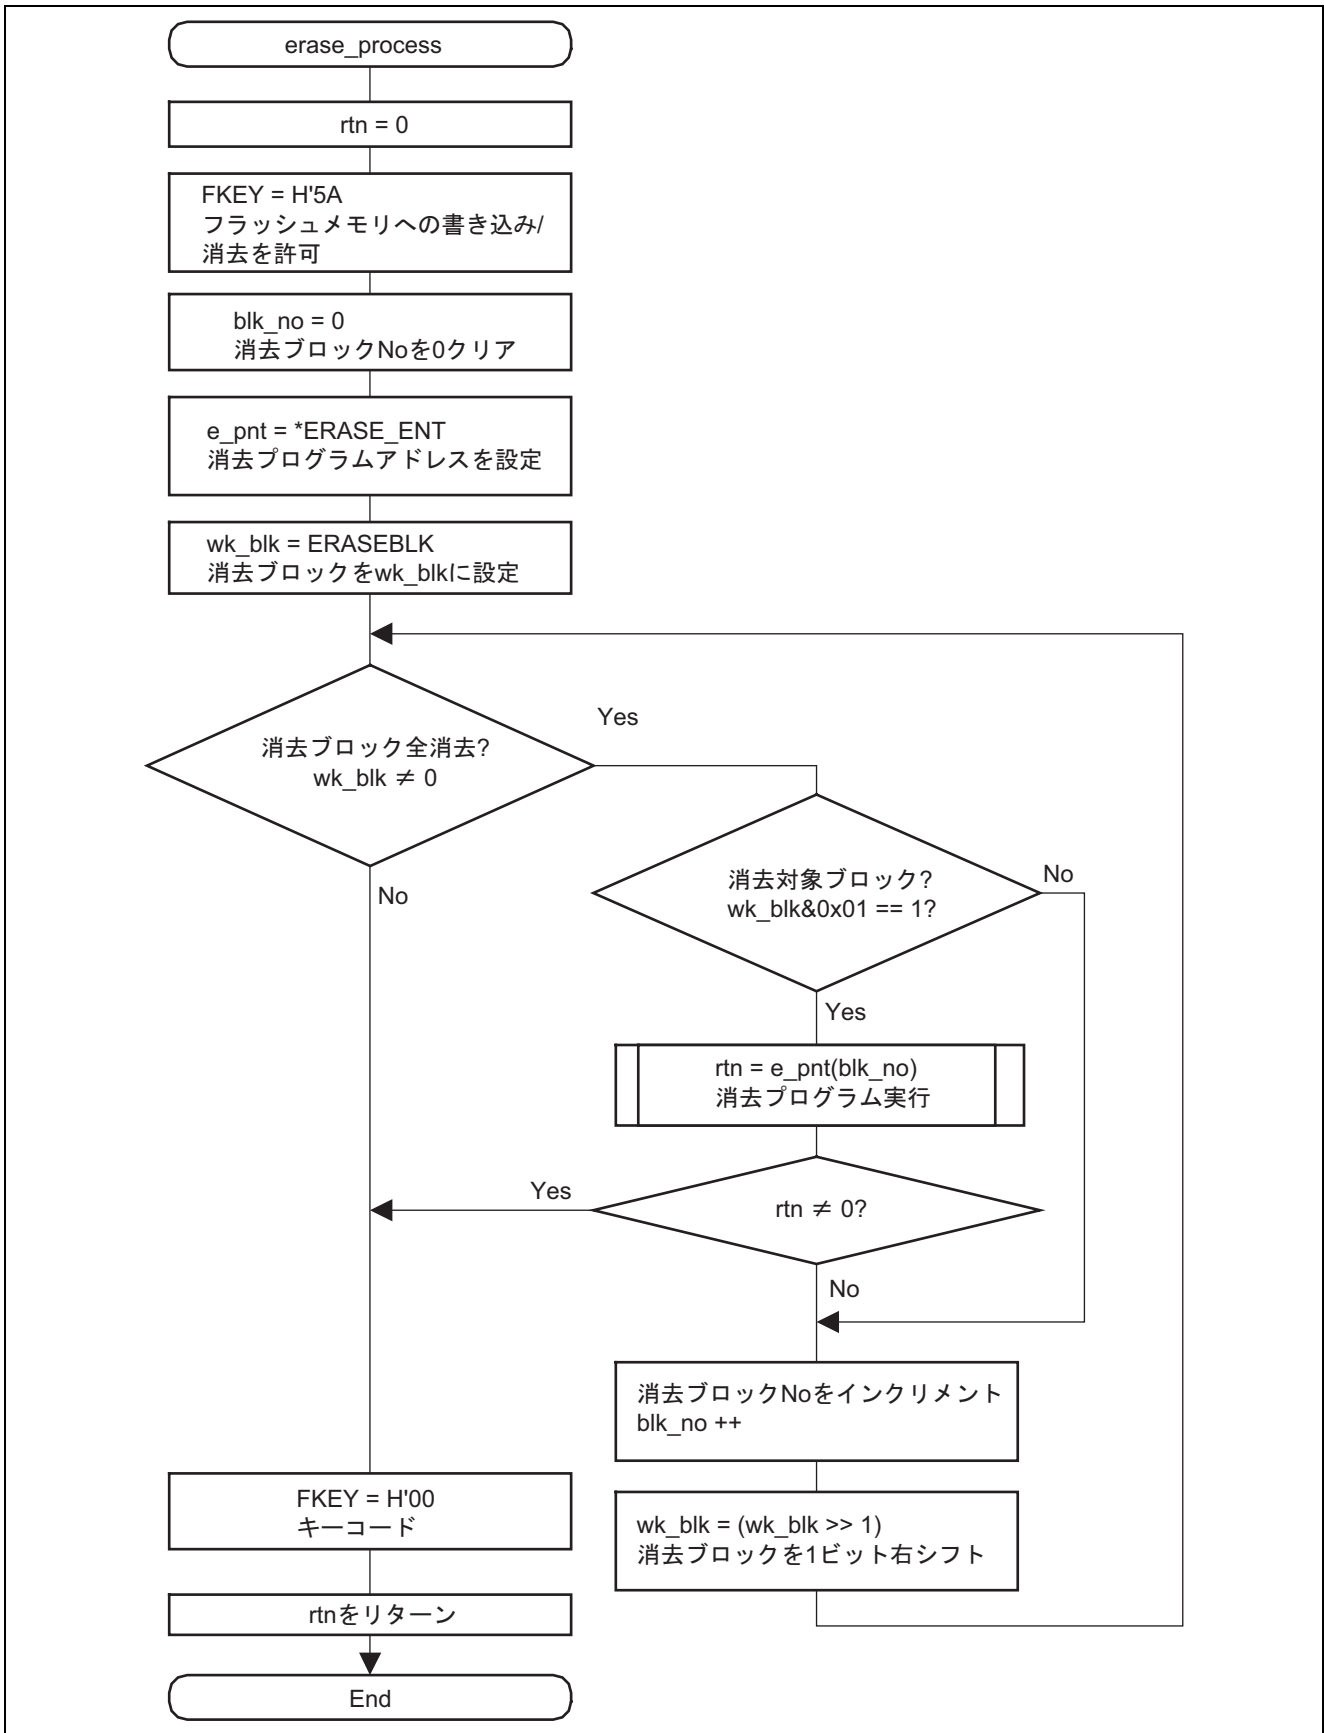 erase_process
rtn = 0
FKEY = H'5A
フラッシュメモリへの書き込み/
消去を許可
blk_no = 0
消去ブロックNoを0クリア
e_pnt = *ERASE_ENT
消去プログラムアドレスを設定
wk_blk = ERASEBLK
消去ブロックをwk_blkに設定
Yes
消去ブロック全消去?
wk_blk ≠ 0
No
消去対象ブロック?
wk_blk&0x01 == 1?
No
Yes
rtn = e_pnt(blk_no)
消去プログラム実行
Yes
rtn ≠ 0?
No
消去ブロックNoをインクリメント
blk_no ++
FKEY = H'00
キーコード
wk_blk = (wk_blk >> 1)
消去ブロックを1ビット右シフト
rtnをリターン
End